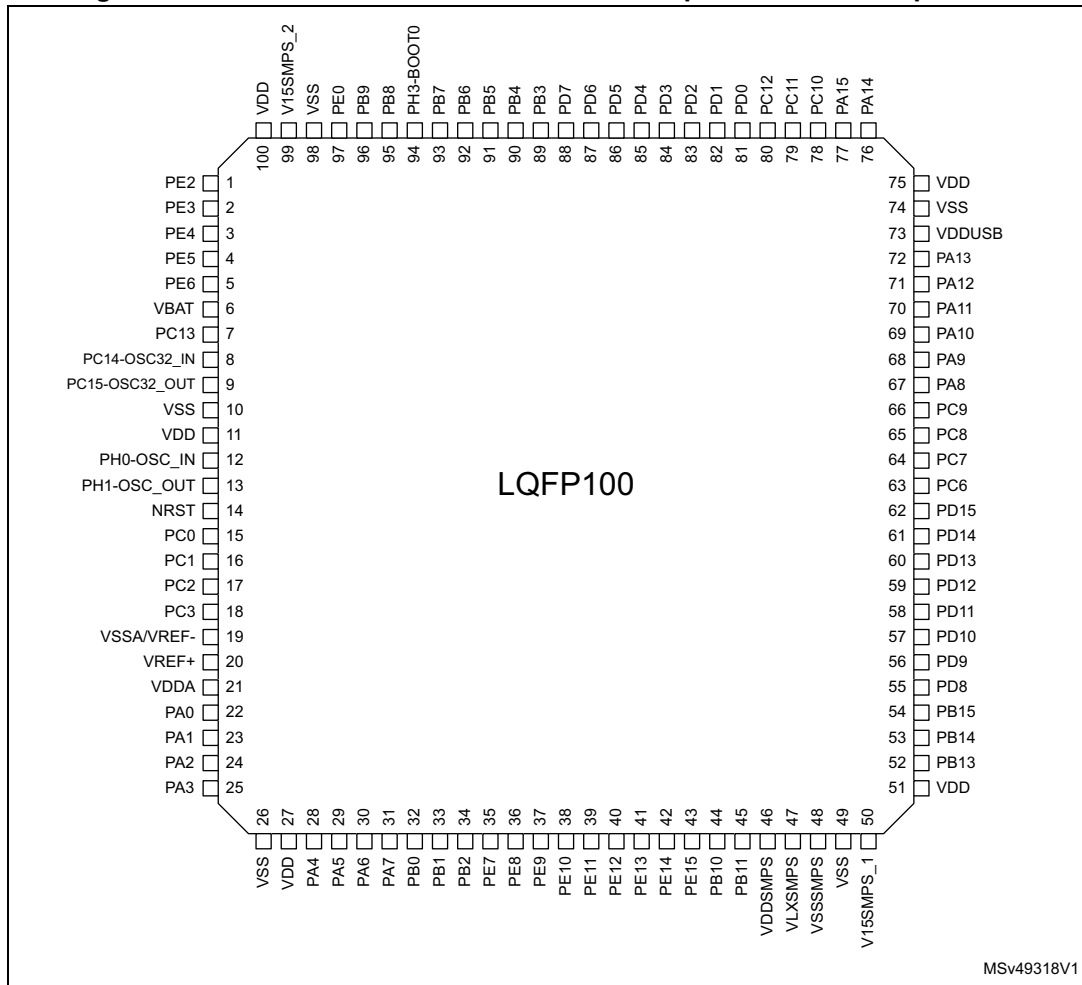 VDD
V15SMPS_2
VSS
PE0
PB9
PB8
PH3-BOOT0
PB7
PB6
PB5
PB4
PB3
PD7
PD6
PD5
PD4
PD3
PD2
PD1
PD0
PC12
PC11
PC10
PA15
PA14
100
99
98
97
96
95
94
93
92
91
90
89
88
87
86
85
84
83
82
81
80
79
78
77
76
PE2 1
PE3 2
PE4 3
PE5 4
PE6 5
VBAT 6
PC13 7
PC14-OSC32_IN 8
PC15-OSC32_OUT 9
VSS 10
VDD 11
PH0-OSC_IN 12
PH1-OSC_OUT 13
NRST 14
PC0 15
PC1 16
PC2 17
PC3 18
VSSA/VREF- 19
VREF+ 20
VDDA 21
PA0 22
PA1 23
PA2 24
PA3 25
LQFP100
75 VDD
74 VSS
73 VDDUSB
72 PA13
71 PA12
70 PA11
69 PA10
68 PA9
67 PA8
66 PC9
65 PC8
64 PC7
63 PC6
62 PD15
61 PD14
60 PD13
59 PD12
58 PD11
57 PD10
56 PD9
55 PD8
54 PB15
53 PB14
52 PB13
51 VDD
26
27
28
29
30
31
32
33
34
35
36
37
38
39
40
41
42
43
44
45
46
47
48
49
50
VSS
VDD
PA4
PA5
PA6
PA7
PB0
PB1
PB2
PE7
PE8
PE9
PE10
PE11
PE12
PE13
PE14
PE15
PB10
PB11
VDDSMPS
VLXSMPS
VSSSMPS
VSS
V15SMPS_1
MSv49318V1